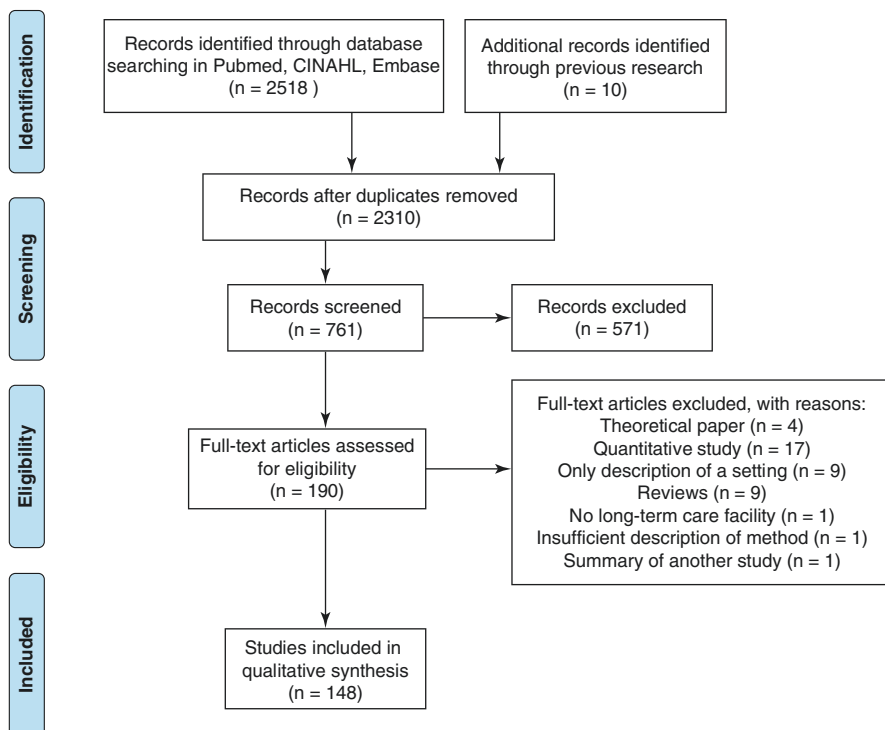 Identification
Records identified through database
searching in Pubmed, CINAHL, Embase
(n = 2518 )
Additional records identified
through previous research
(n = 10)
Records after duplicates removed
(n = 2310)
Screening
Records screened
(n = 761)
Records excluded
(n = 571)
Eligibility
Full-text articles assessed
for eligibility
(n = 190)
Full-text articles excluded, with reasons:
Theoretical paper (n = 4)
Quantitative study (n = 17)
Only description of a setting (n = 9)
Reviews (n = 9)
No long-term care facility (n = 1)
Insufficient description of method (n = 1)
Summary of another study (n = 1)
Included
Studies included in
qualitative synthesis
(n = 148)